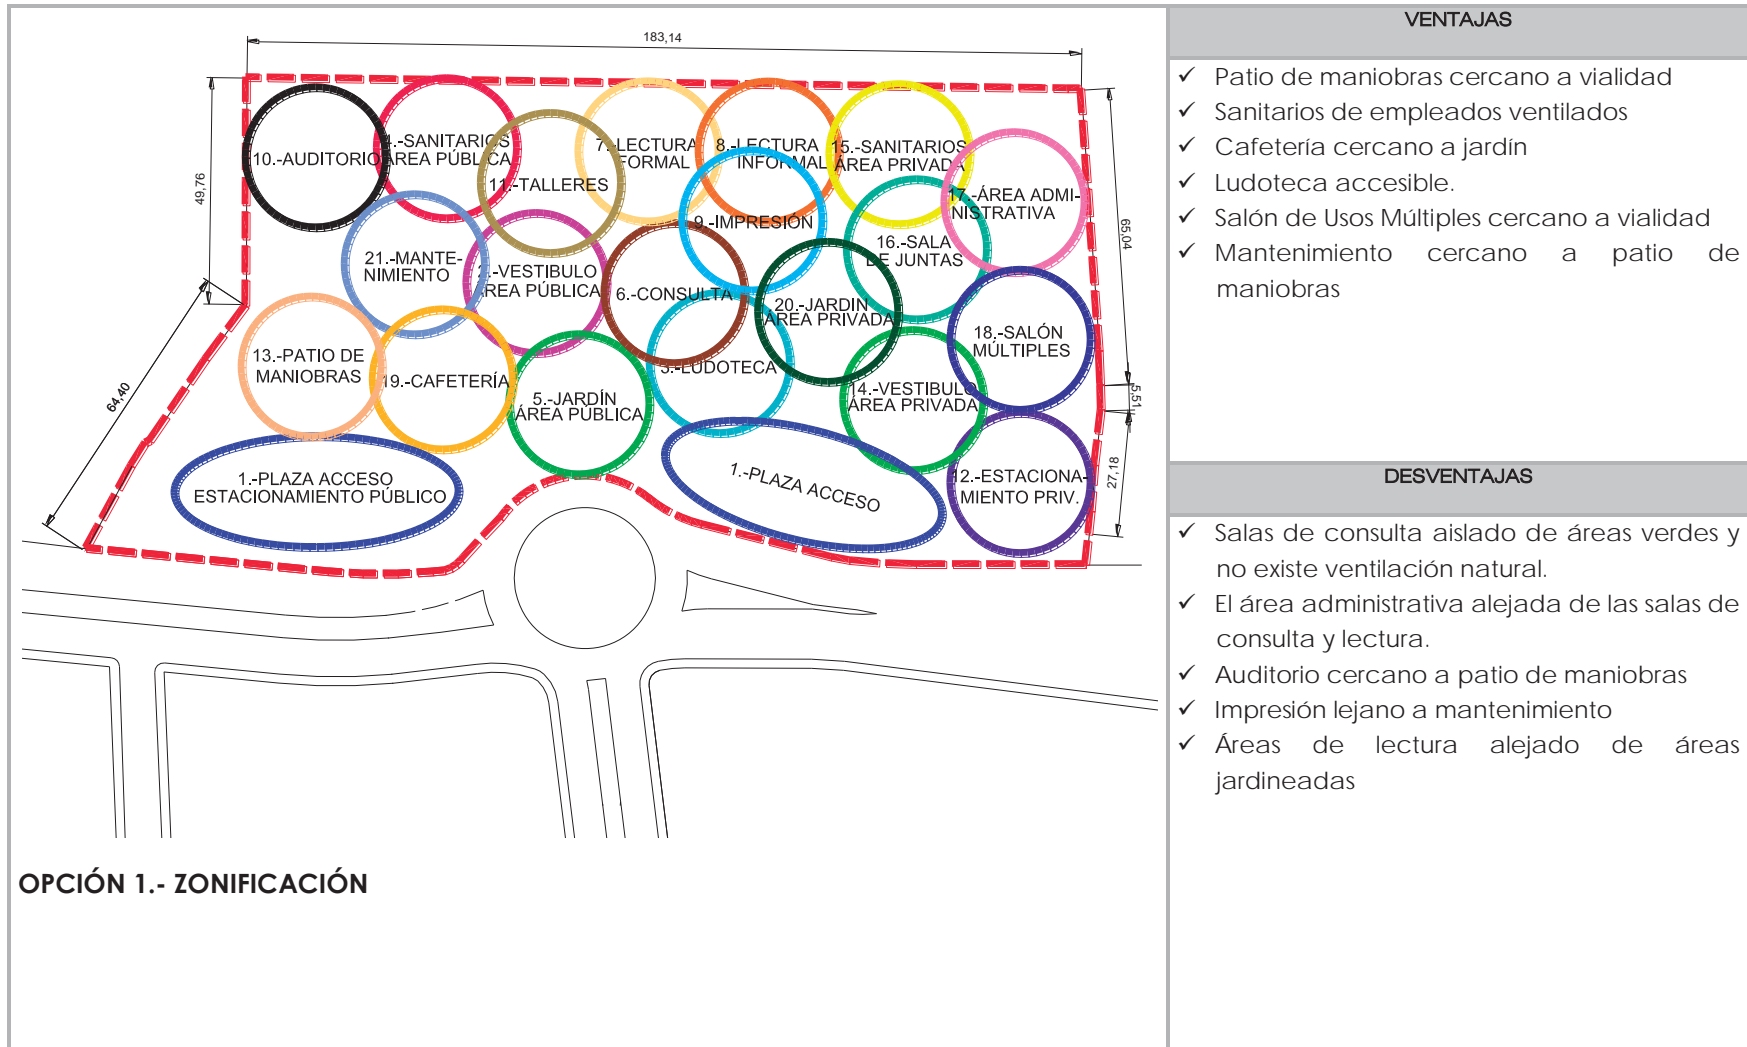 183,14
49,76
64,40
65,04
5,51
27,18
10.-AUDITORIO
.-SANITARIOS
ÁREA PÚBLICA
11.-TALLERES
7.-LECTURA
FORMAL
8.-LECTURA
INFORMAL
15.-SANITARIOS
ÁREA PRIVADA
17.-ÁREA ADMI-
NISTRATIVA
9.-IMPRESIÓN
16.-SALA
DE JUNTAS
21.-MANTE-
NIMIENTO
2.-VESTIBULO
ÁREA PÚBLICA
6.-CONSULTA
20.-JARDIN
ÁREA PRIVADA
18.-SALÓN
MÚLTIPLES
13.-PATIO DE
MANIOBRAS
19.-CAFETERÍA
5.-JARDÍN
ÁREA PÚBLICA
3.-LUDOTECA
14.-VESTIBULO
ÁREA PRIVADA
1.-PLAZA ACCESO
ESTACIONAMIENTO PÚBLICO
1.-PLAZA ACCESO
12.-ESTACIONA-
MIENTO PRIV.
OPCIÓN 1.- ZONIFICACIÓN
VENTAJAS
✓ Patio de maniobras cercano a vialidad
✓ Sanitarios de empleados ventilados
✓ Cafetería cercano a jardín
✓ Ludoteca accesible.
✓ Salón de Usos Múltiples cercano a vialidad
✓ Mantenimiento cercano a patio de
maniobras
DESVENTAJAS
✓ Salas de consulta aislado de áreas verdes y
no existe ventilación natural.
✓ El área administrativa alejada de las salas de
consulta y lectura.
✓ Auditorio cercano a patio de maniobras
✓ Impresión lejano a mantenimiento
✓ Áreas de lectura alejado de áreas
jardineadas